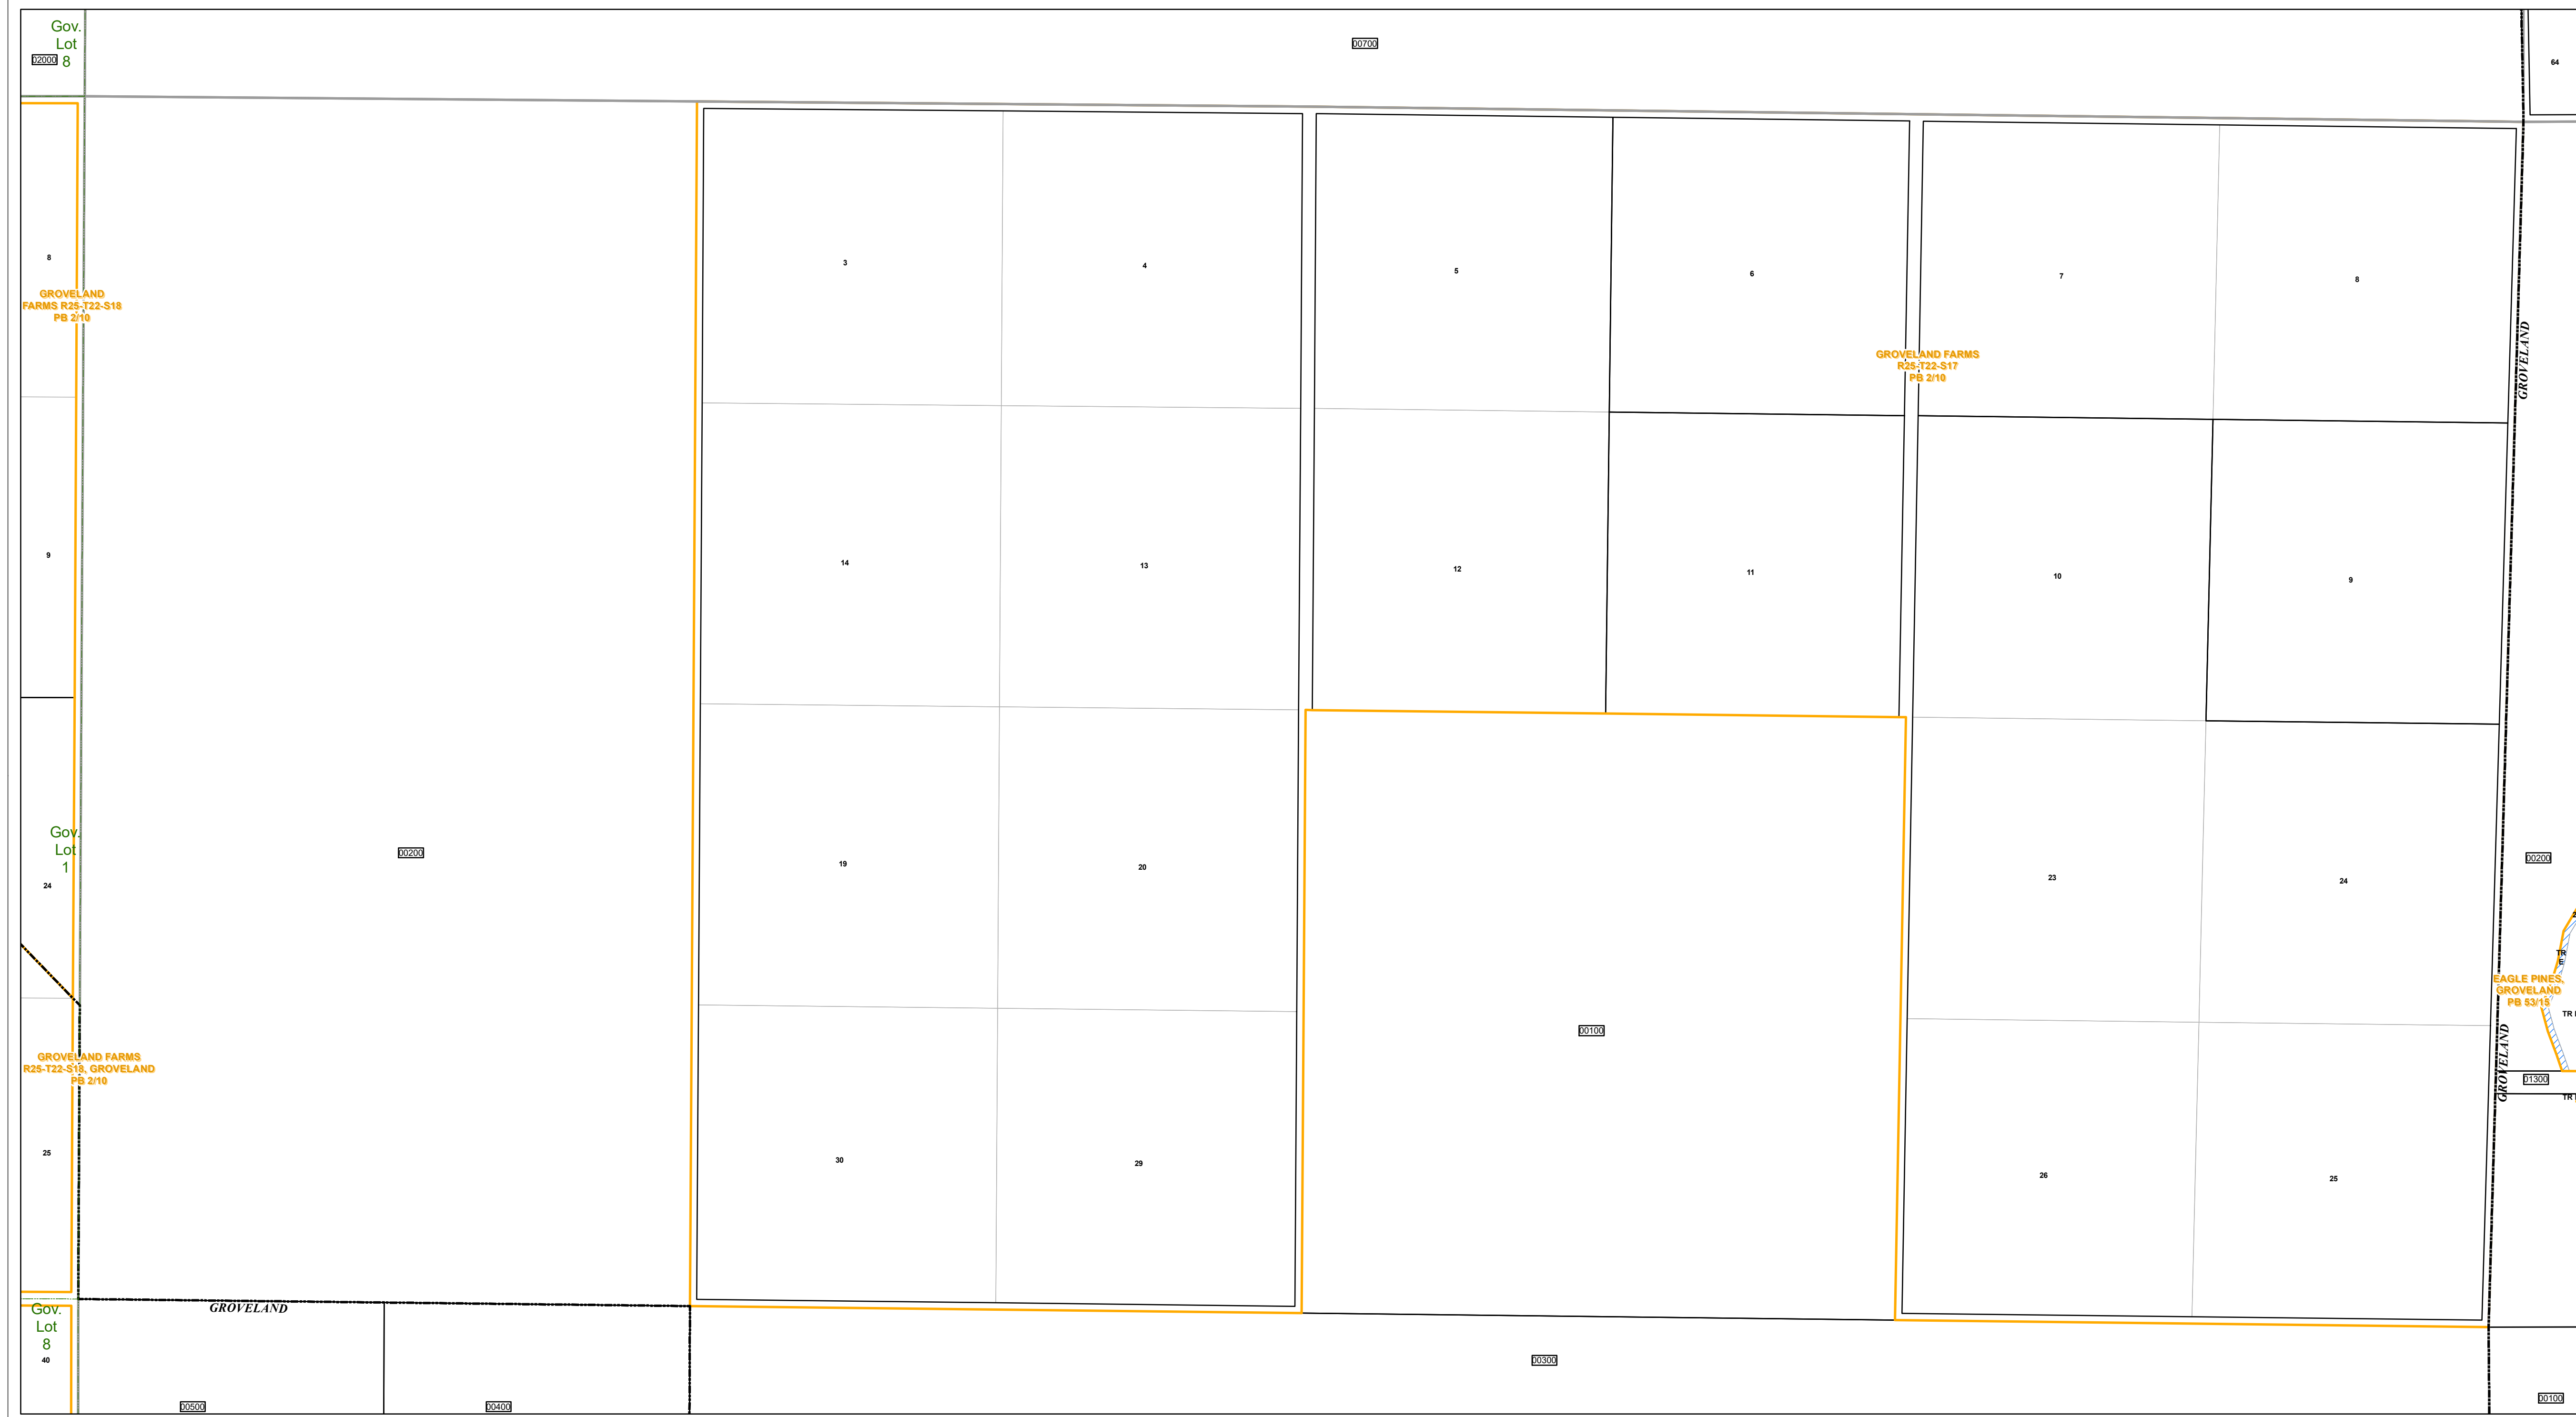 Gov.
Lot
8
02000
00700
64
8
GROVELAND
FARMS R25-T22-S18
PB 2/10
3
4
5
6
7
8
GROVELAND FARMS
R25-T22-S17
PB 2/10
GROVELAND
9
14
13
12
11
10
9
Gov.
Lot
1
24
00200
19
20
23
24
00200
TR
E
EAGLE PINES,
GROVELAND
PB 53/15
TR
00100
GROVELAND
01300
TR
GROVELAND FARMS
R25-T22-S18, GROVELAND
PB 2/10
25
30
29
26
25
GROVELAND
Gov.
Lot
8
40
00500
00400
00300
00100